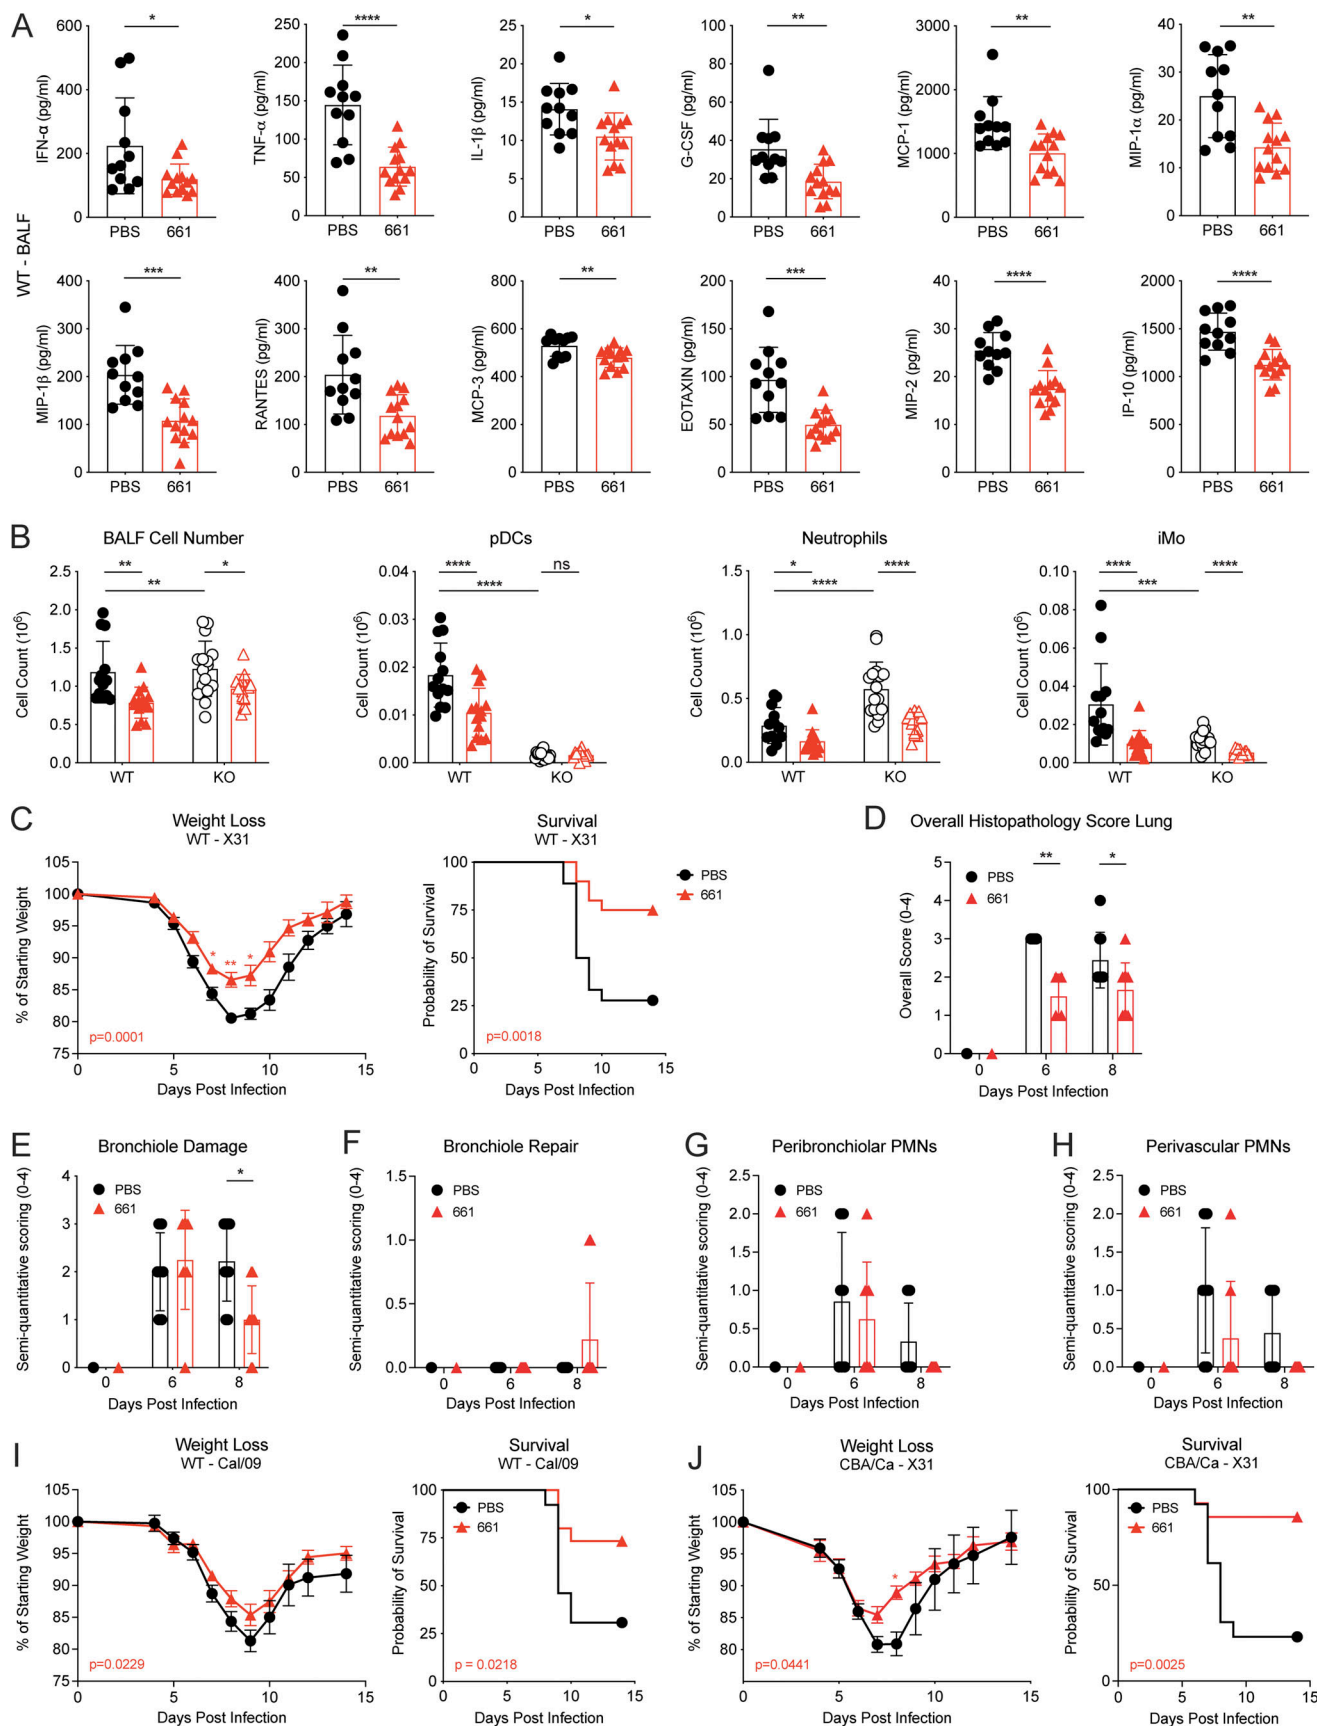 A
WT - BALF
IFN-α (pg/ml)
600
400
200
0
*
PBS 661
TNF-α (pg/ml)
250
200
150
100
50
0
****
PBS 661
IL-1β (pg/ml)
25
20
15
10
5
0
*
PBS 661
G-CSF (pg/ml)
100
80
60
40
20
0
**
PBS 661
MCP-1 (pg/ml)
3000
2000
1000
0
**
PBS 661
MIP-1α (pg/ml)
40
30
20
10
0
**
PBS 661
MIP-1β (pg/ml)
400
300
200
100
0
***
PBS 661
RANTES (pg/ml)
400
300
200
100
0
**
PBS 661
MCP-3 (pg/ml)
800
600
400
200
0
**
PBS 661
EOTAXIN (pg/ml)
200
150
100
50
0
***
PBS 661
MIP-2 (pg/ml)
40
30
20
10
0
****
PBS 661
IP-10 (pg/ml)
2000
1500
1000
500
0
****
PBS 661
B
BALF Cell Number
Cell Count (10⁶)
2.5
2.0
1.5
1.0
0.5
0.0
** *
**
WT KO
pDCs
Cell Count (10⁶)
0.04
0.03
0.02
0.01
0.00
**** ns
****
WT KO
Neutrophils
Cell Count (10⁶)
1.5
1.0
0.5
0.0
* ****
****
WT KO
iMo
Cell Count (10⁶)
0.10
0.08
0.06
0.04
0.02
0.00
**** ****
***
WT KO
C
Weight Loss
WT - X31
% of Starting Weight
105
100
95
90
85
80
75
* ** *
p=0.0001
0 5 10 15
Days Post Infection
Survival
WT - X31
Probability of Survival
100
75
50
25
0
PBS
661
p=0.0018
0 5 10 15
Days Post Infection
D
Overall Histopathology Score Lung
Overall Score (0-4)
5
4
3
2
1
0
PBS
661
** *
0 6 8
Days Post Infection
E
Bronchiole Damage
Semi-quantitative scoring (0-4)
4
3
2
1
0
PBS
661
*
0 6 8
Days Post Infection
F
Bronchiole Repair
Semi-quantitative scoring (0-4)
1.5
1.0
0.5
0.0
PBS
661
0 6 8
Days Post Infection
G
Peribronchiolar PMNs
Semi-quantitative scoring (0-4)
2.5
2.0
1.5
1.0
0.5
0.0
PBS
661
0 6 8
Days Post Infection
H
Perivascular PMNs
Semi-quantitative scoring (0-4)
2.5
2.0
1.5
1.0
0.5
0.0
PBS
661
0 6 8
Days Post Infection
I
Weight Loss
WT - Cal/09
% of Starting Weight
105
100
95
90
85
80
75
p=0.0229
0 5 10 15
Days Post Infection
Survival
WT - Cal/09
Probability of Survival
100
75
50
25
0
PBS
661
p = 0.0218
0 5 10 15
Days Post Infection
J
Weight Loss
CBA/Ca - X31
% of Starting Weight
105
100
95
90
85
80
*
p=0.0441
0 5 10 15
Days Post Infection
Survival
CBA/Ca - X31
Probability of Survival
100
50
0
PBS
661
p=0.0025
0 5 10 15
Days Post Infection